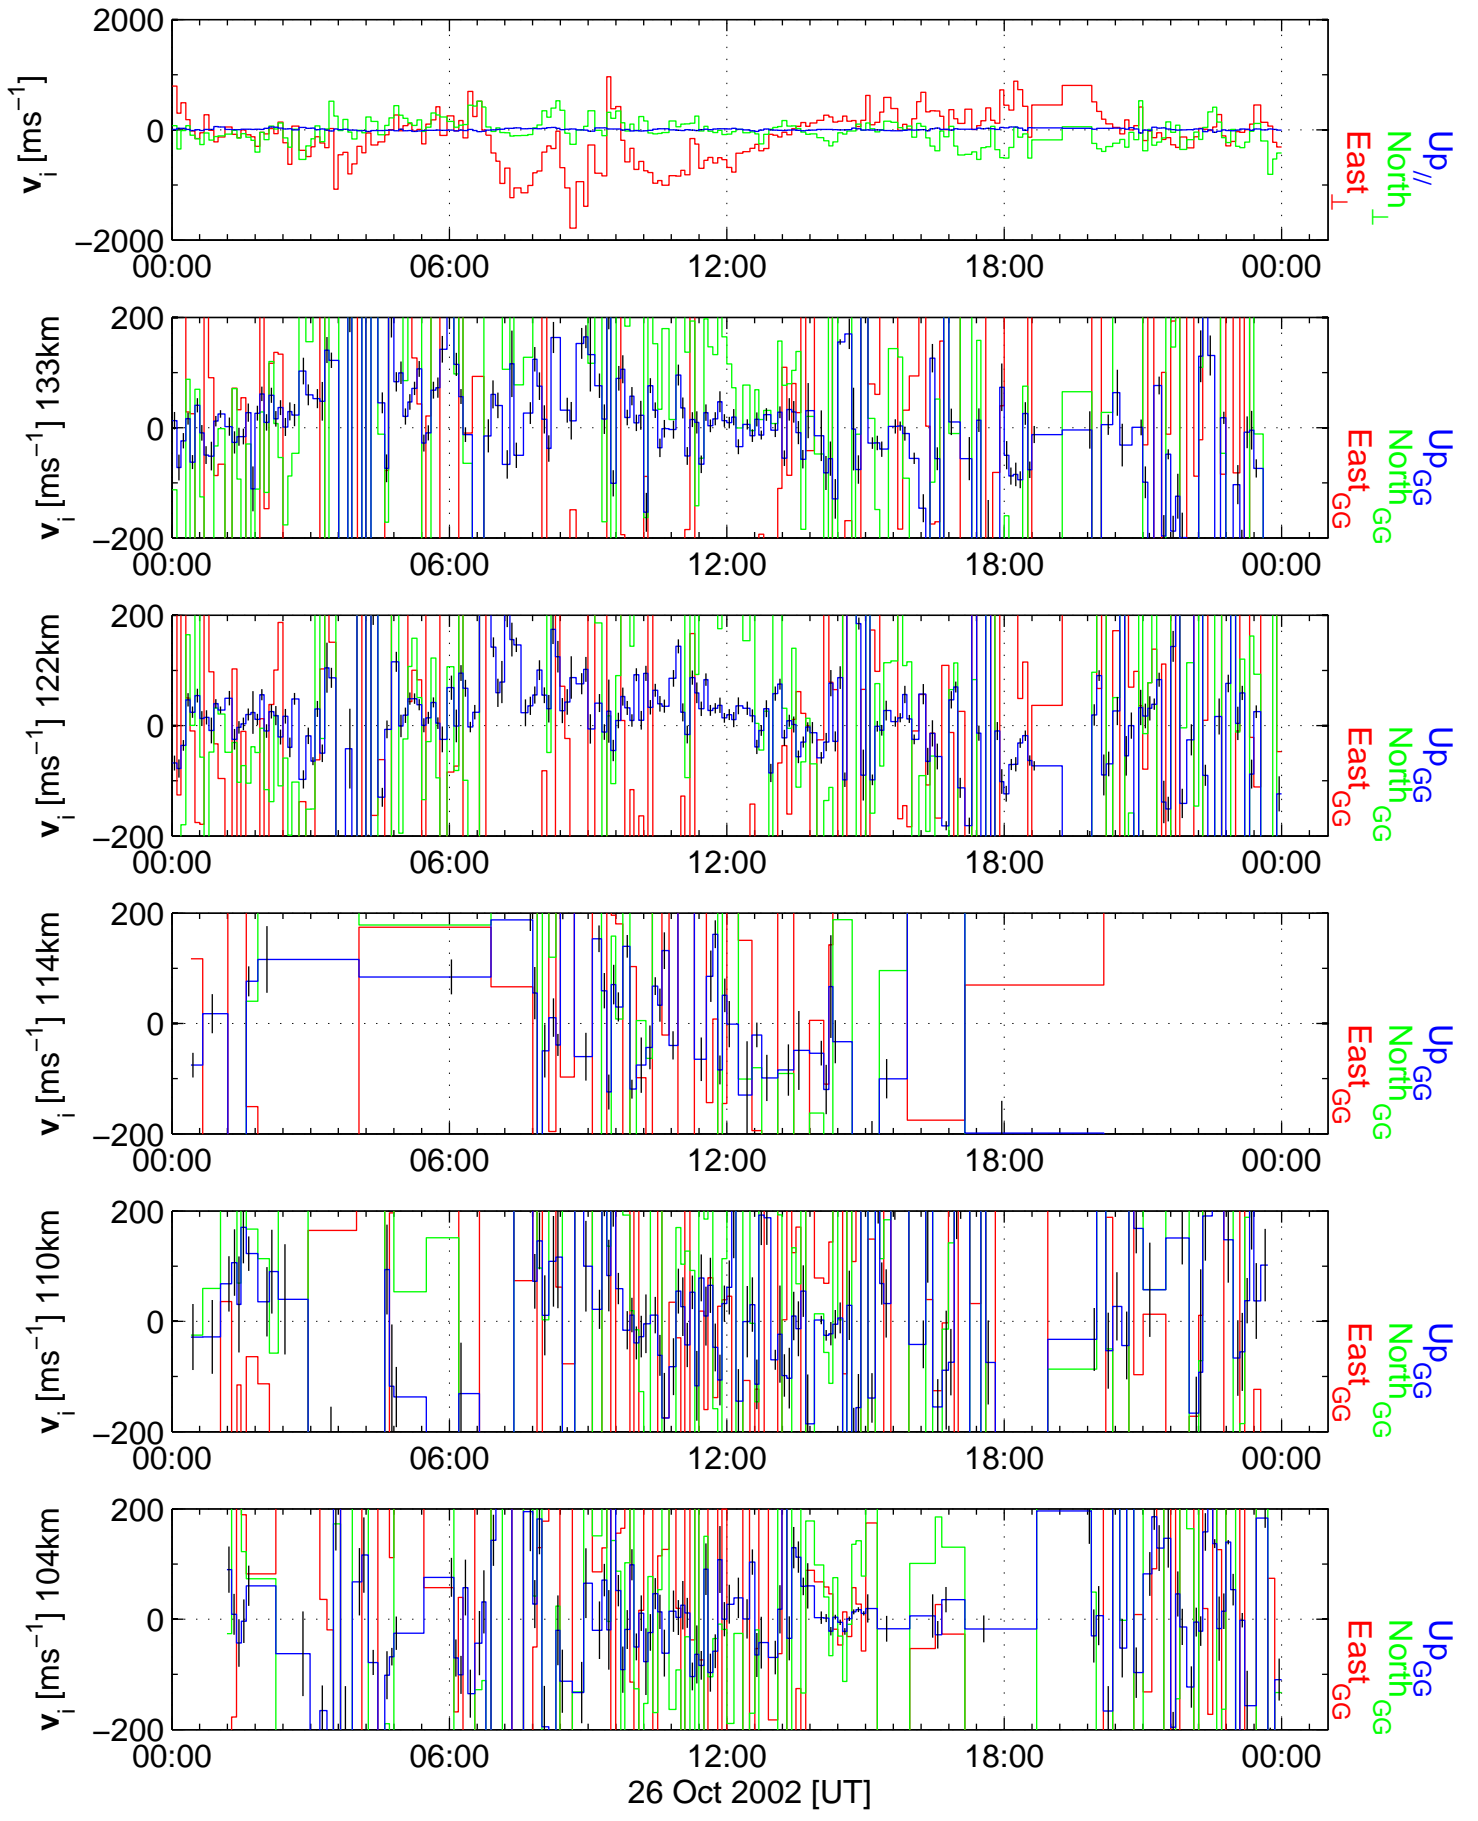 2000
0
−2000
v_i [ms^−1]
00:00 06:00 12:00 18:00 00:00
East_⊥
North_⊥
Up_//
200
0
−200
v_i [ms^−1] 133km
00:00 06:00 12:00 18:00 00:00
East_GG
North_GG
Up_GG
200
0
−200
v_i [ms^−1] 122km
00:00 06:00 12:00 18:00 00:00
East_GG
North_GG
Up_GG
200
0
−200
v_i [ms^−1] 114km
00:00 06:00 12:00 18:00 00:00
East_GG
North_GG
Up_GG
200
0
−200
v_i [ms^−1] 110km
00:00 06:00 12:00 18:00 00:00
East_GG
North_GG
Up_GG
200
0
−200
v_i [ms^−1] 104km
00:00 06:00 12:00 18:00 00:00
East_GG
North_GG
Up_GG
26 Oct 2002 [UT]